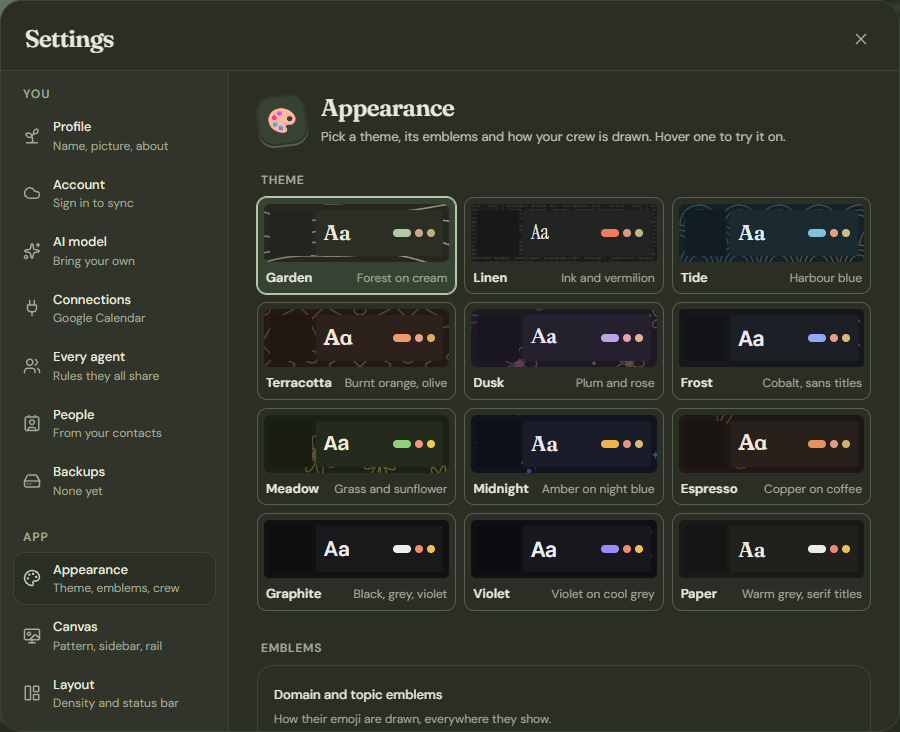 Settings
YOU
Profile
Name, picture, about
Account
Sign in to sync
AI model
Bring your own
Connections
Google Calendar
Every agent
Rules they all share
People
From your contacts
Backups
None yet
APP
Appearance
Theme, emblems, crew
Canvas
Pattern, sidebar, rail
Layout
Density and status bar
Appearance
Pick a theme, its emblems and how your crew is drawn. Hover one to try it on.
THEME
Aa
Garden Forest on cream
Aa
Linen Ink and vermilion
Aa
Tide Harbour blue
Aa
Terracotta Burnt orange, olive
Aa
Dusk Plum and rose
Aa
Frost Cobalt, sans titles
Aa
Meadow Grass and sunflower
Aa
Midnight Amber on night blue
Aa
Espresso Copper on coffee
Aa
Graphite Black, grey, violet
Aa
Violet Violet on cool grey
Aa
Paper Warm grey, serif titles
EMBLEMS
Domain and topic emblems
How their emoji are drawn, everywhere they show.